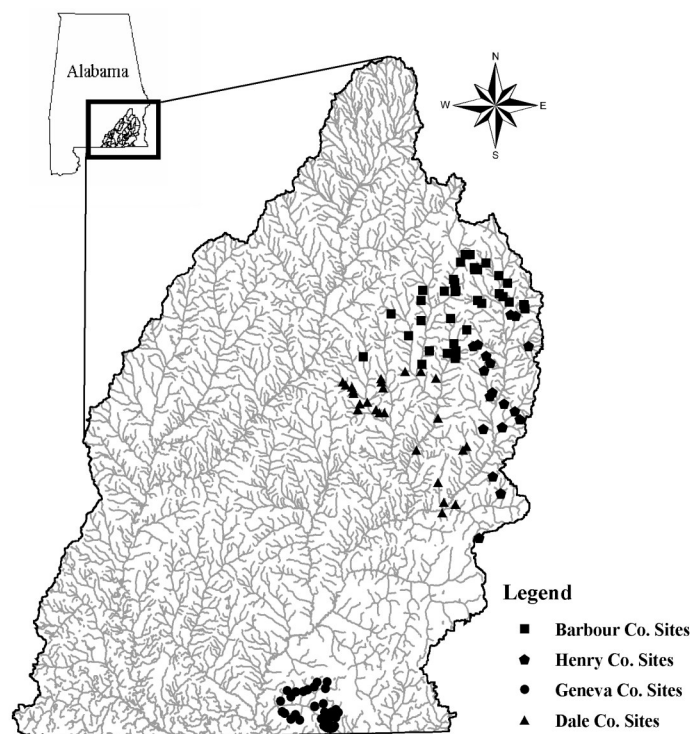 Alabama
N
W
E
S
Legend
Barbour Co. Sites
Henry Co. Sites
Geneva Co. Sites
Dale Co. Sites